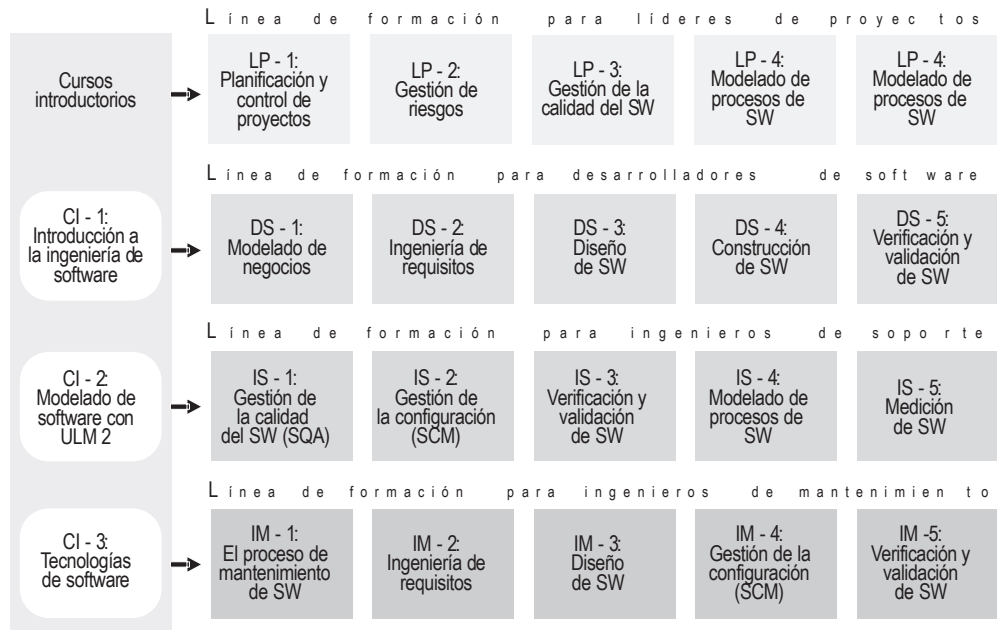 Línea de formación para líderes de proyectos
Cursos
introductorios
LP - 1:
Planificación y
control de
proyectos
LP - 2:
Gestión de
riesgos
LP - 3:
Gestión de la
calidad del SW
LP - 4:
Modelado de
procesos de
SW
LP - 4:
Modelado de
procesos de
SW
Línea de formación para desarrolladores de soft ware
CI - 1:
Introducción a
la ingeniería de
software
DS - 1:
Modelado de
negocios
DS - 2:
Ingeniería de
requisitos
DS - 3:
Diseño
de SW
DS - 4:
Construcción
de SW
DS - 5:
Verificación y
validación
de SW
Línea de formación para ingenieros de soporte
CI - 2:
Modelado de
software con
ULM 2
IS - 1:
Gestión de
la calidad
del SW (SQA)
IS - 2:
Gestión de
la configuración
(SCM)
IS - 3:
Verificación y
validación
de SW
IS - 4:
Modelado de
procesos de
SW
IS - 5:
Medición
de SW
Línea de formación para ingenieros de mantenimiento
CI - 3:
Tecnologías
de software
IM - 1:
El proceso de
mantenimiento
de SW
IM - 2:
Ingeniería de
requisitos
IM - 3:
Diseño
de SW
IM - 4:
Gestión de la
configuración
(SCM)
IM -5:
Verificación y
validación
de SW